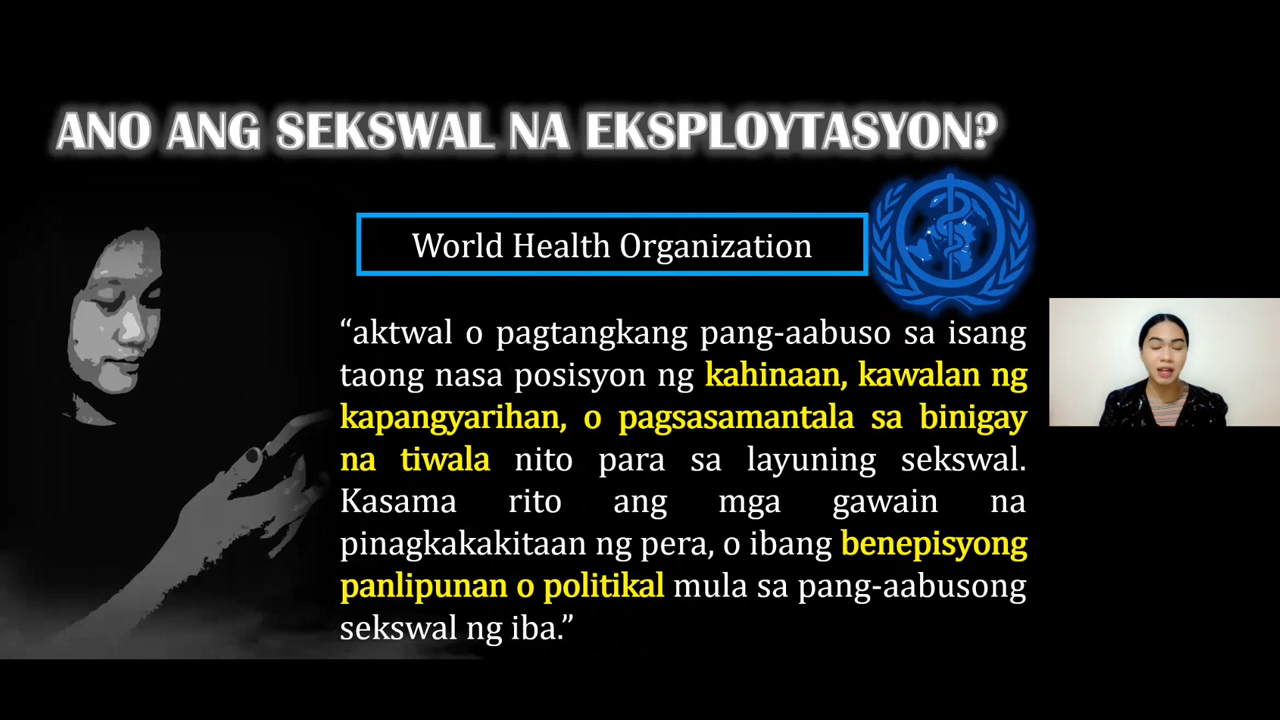 ANO ANG SEKSWAL NA EKSPLOYTASYON?
World Health Organization
“aktwal o pagtangkang pang-aabuso sa isang
taong nasa posisyon ng kahinaan, kawalan ng
kapangyarihan, o pagsasamantala sa binigay
na tiwala nito para sa layuning sekswal.
Kasama rito ang mga gawain na
pinagkakakitaan ng pera, o ibang benepisyong
panlipunan o politikal mula sa pang-aabusong
sekswal ng iba.”